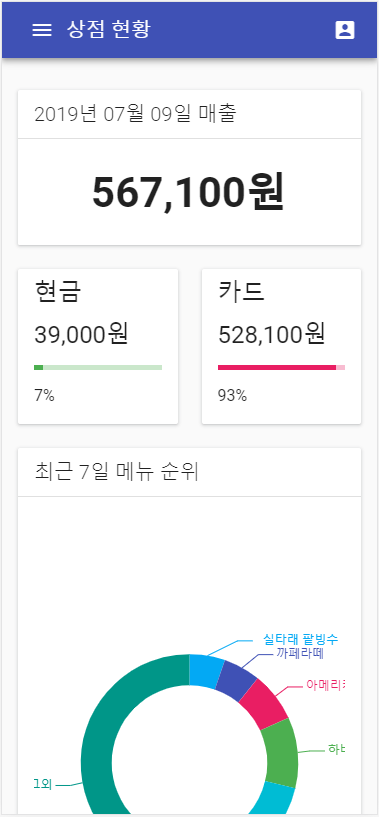 상점 현황
2019년 07월 09일 매출
567,100원
현금
39,000원
7%
카드
528,100원
93%
최근 7일 메뉴 순위
실타래 팥빙수
까페라떼
아메리